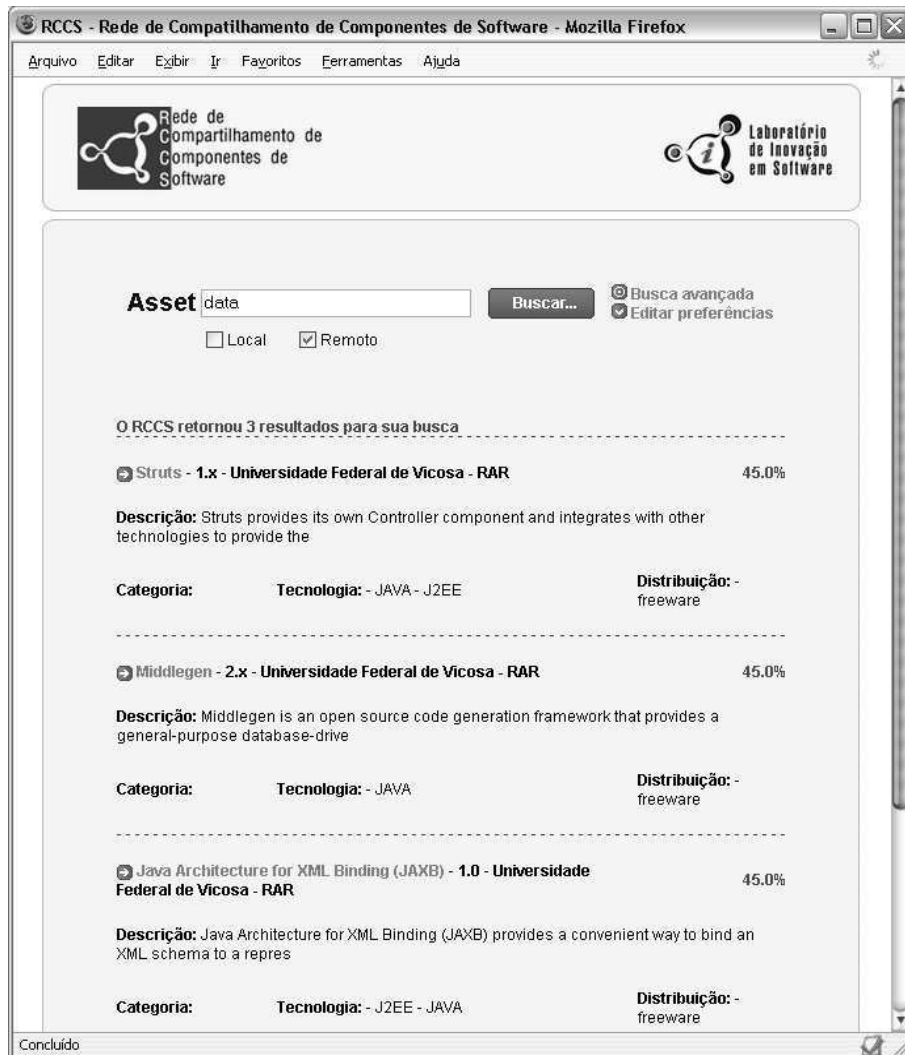 RCCS - Rede de Compatilhamento de Componentes de Software - Mozilla Firefox
Arquivo Editar Exibir Ir Favoritos Ferramentas Ajuda
Rede de
Compartilhamento de
Componentes de
Software
Laboratório
de Inovação
em Software
Asset data Buscar... Busca avançada
Editar preferências
Local Remoto
O RCCS retornou 3 resultados para sua busca
Struts - 1.x - Universidade Federal de Vicosa - RAR 45.0%
Descrição: Struts provides its own Controller component and integrates with other
technologies to provide the
Categoria: Tecnologia: - JAVA - J2EE Distribuição: -
freeware
Middlegen - 2.x - Universidade Federal de Vicosa - RAR 45.0%
Descrição: Middlegen is an open source code generation framework that provides a
general-purpose database-drive
Categoria: Tecnologia: - JAVA Distribuição: -
freeware
Java Architecture for XML Binding (JAXB) - 1.0 - Universidade
Federal de Vicosa - RAR 45.0%
Descrição: Java Architecture for XML Binding (JAXB) provides a convenient way to bind an
XML schema to a repres
Categoria: Tecnologia: - J2EE - JAVA Distribuição: -
freeware
Concluído